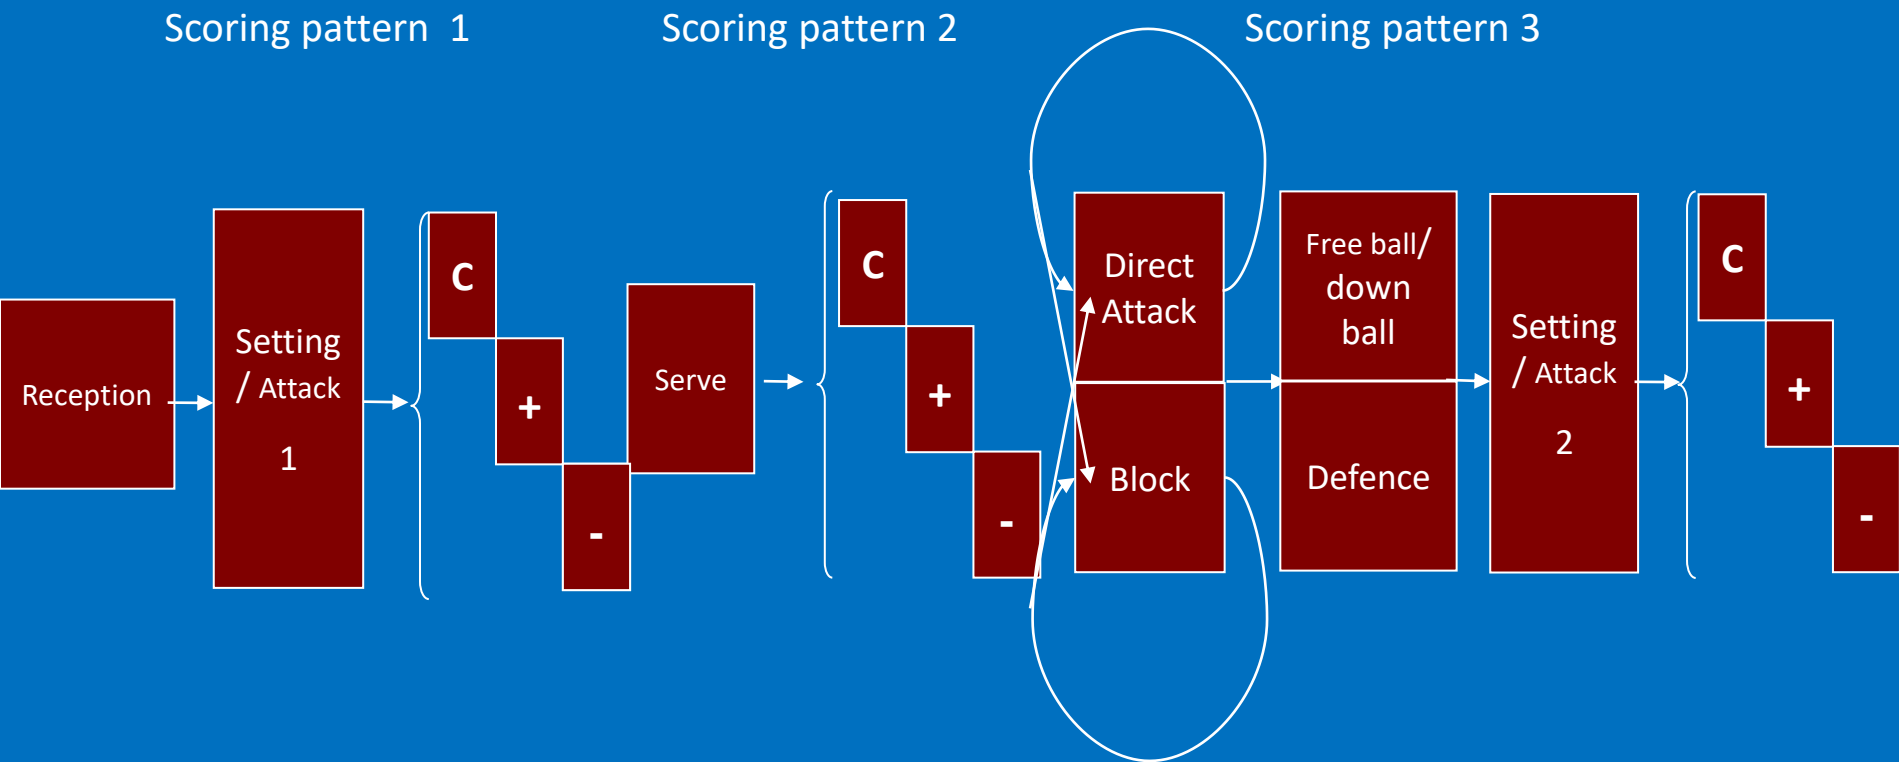 Scoring pattern 1
Scoring pattern 2
Scoring pattern 3
Reception
Setting
/ Attack
1
C
+
-
Serve
C
+
-
Direct
Attack
Block
Free ball/
down
ball
Defence
Setting
/ Attack
2
C
+
-